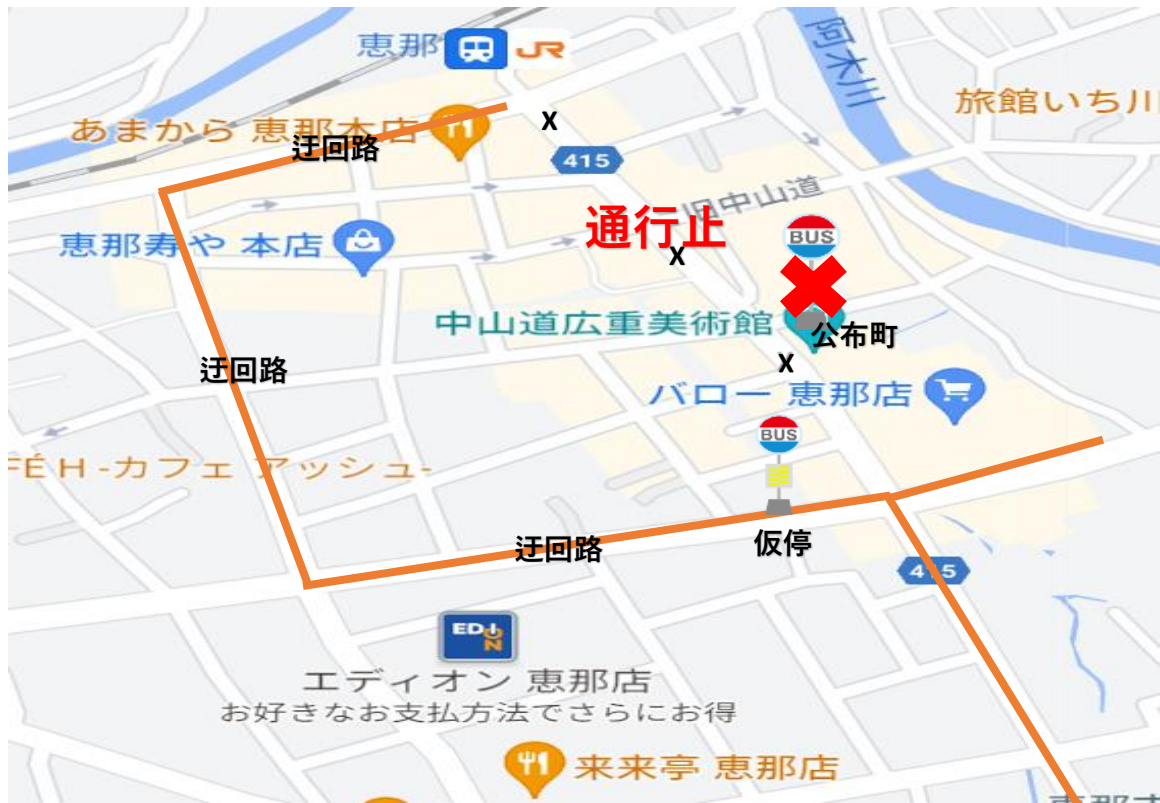 恵那
JR
阿木川
旅館いち川
あまから 恵那本店
X
迂回路
415
旧中山道
通行止
BUS
恵那寿や 本店
X
中山道広重美術館
公布町
迂回路
X
バロー 恵那店
BUS
FÉ H -カフェ アッシュ-
迂回路
仮停
415
EDION
エディオン 恵那店
お好きなお支払方法でさらにお得
来来亭 恵那店